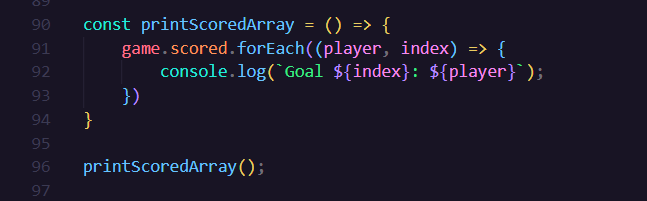 89
90 const printScoredArray = () => {
91     game.scored.forEach((player, index) => {
92         console.log(`Goal ${index}: ${player}`);
93     })
94 }
95
96 printScoredArray();
97